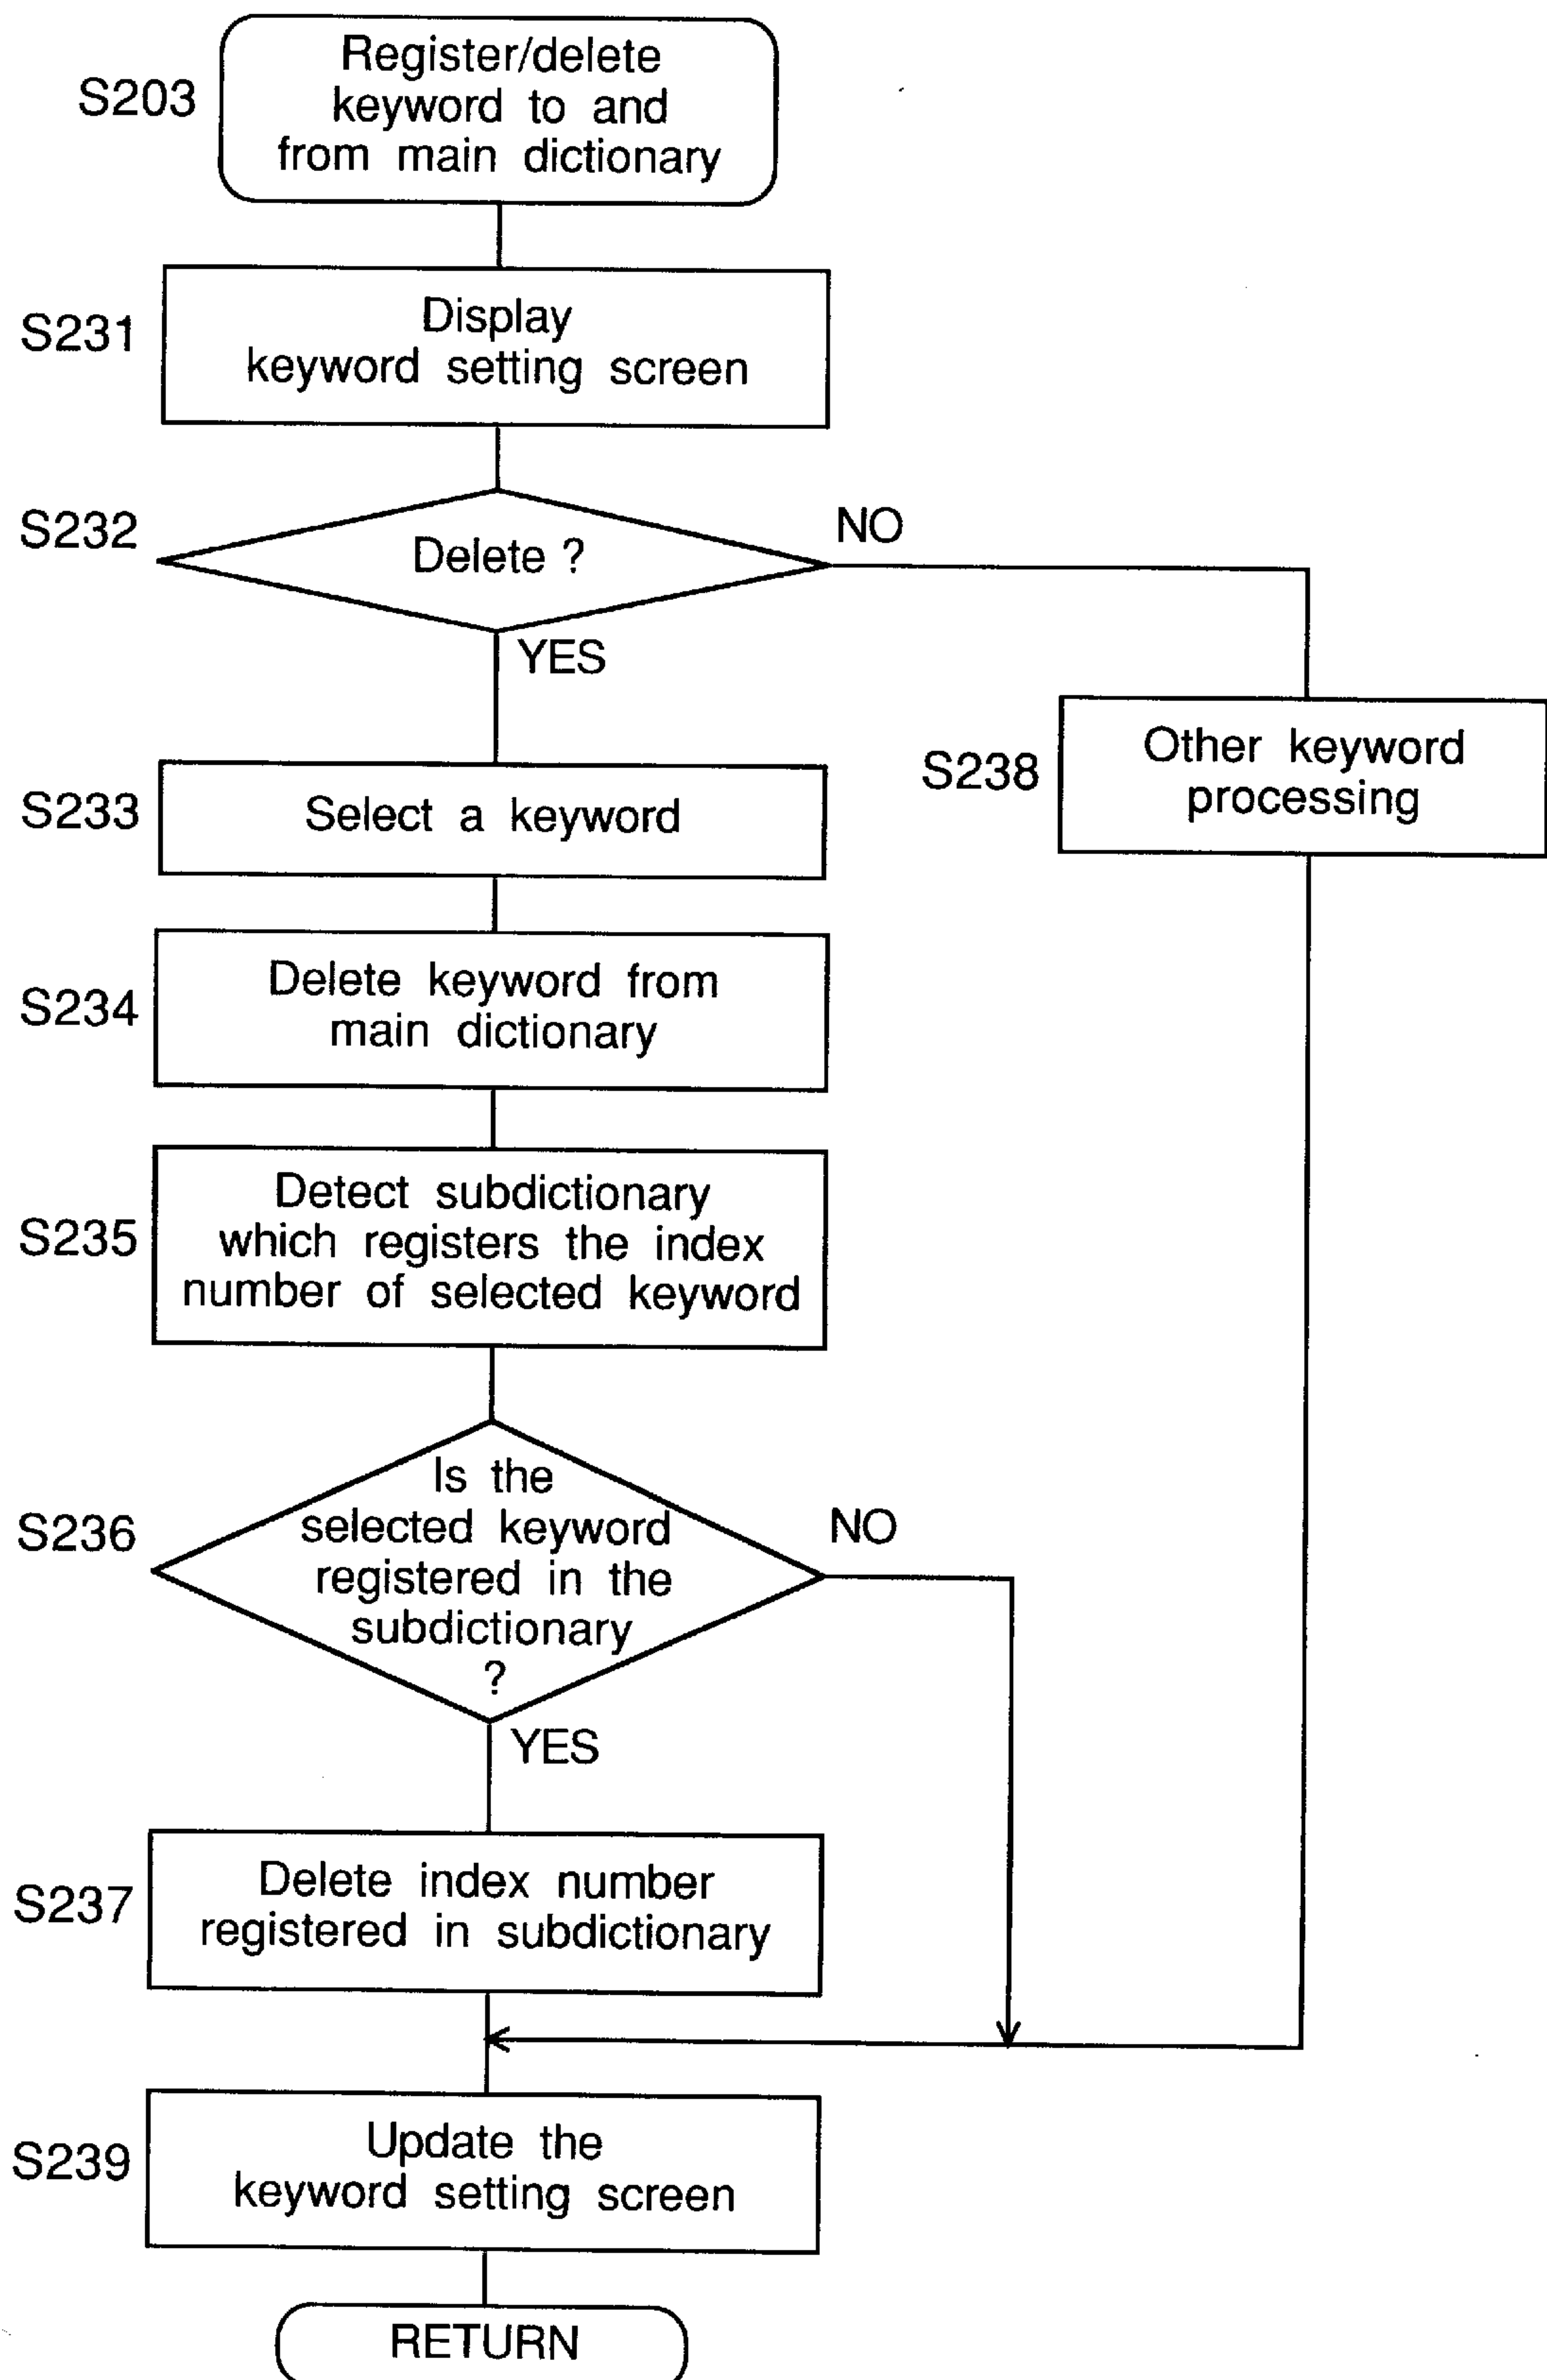 S203
Register/delete
keyword to and
from main dictionary
S231
Display
keyword setting screen
S232
Delete ?
NO
YES
S238
Other keyword
processing
S233
Select a keyword
S234
Delete keyword from
main dictionary
S235
Detect subdictionary
which registers the index
number of selected keyword
S236
Is the
selected keyword
registered in the
subdictionary
?
NO
YES
S237
Delete index number
registered in subdictionary
S239
Update the
keyword setting screen
RETURN